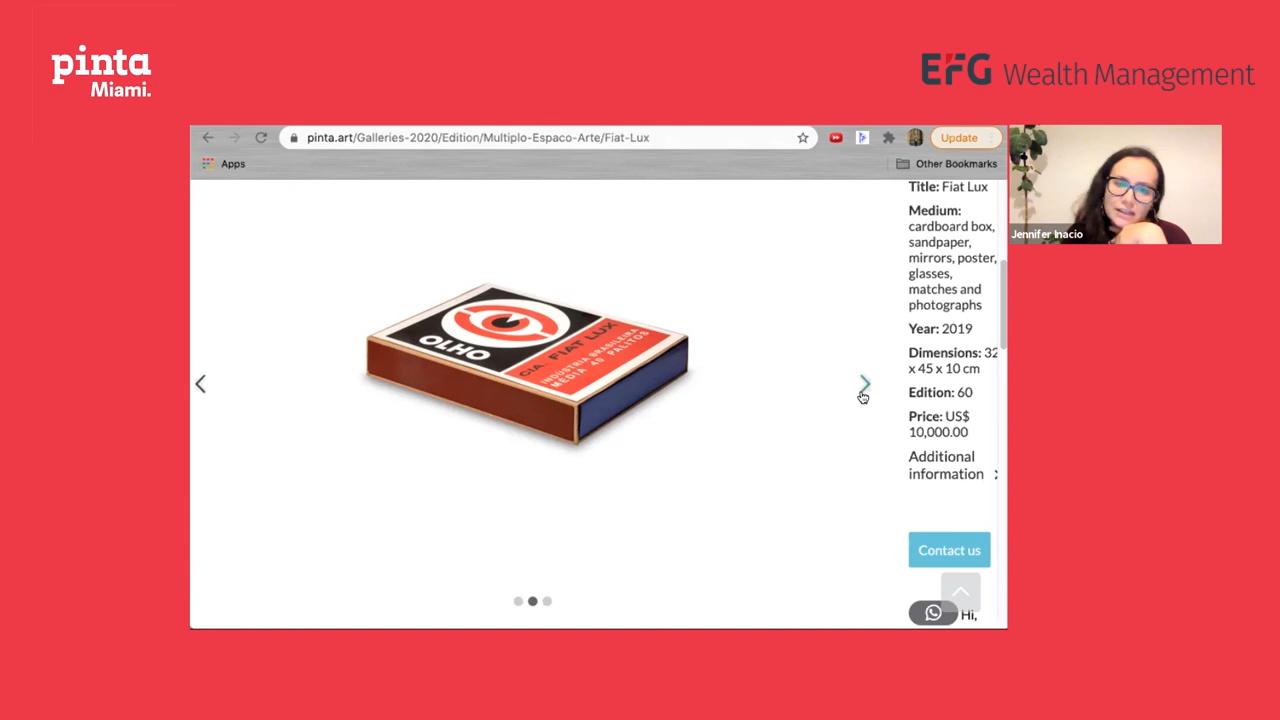 pinta
Miami.
EFG Wealth Management
pinta.art/Galleries-2020/Edition/Multiplo-Espaco-Arte/Fiat-Lux
Update
Apps
Other Bookmarks
Jennifer Inacio
OLHO
CIA. FIAT LUX
INDÚSTRIA BRASILEIRA
MÉDIA 40 PALITOS
Title: Fiat Lux
Medium:
cardboard box,
sandpaper,
mirrors, poster,
glasses,
matches and
photographs
Year: 2019
Dimensions: 32
x 45 x 10 cm
Edition: 60
Price: US$
10,000.00
Additional
information
Contact us
Hi,